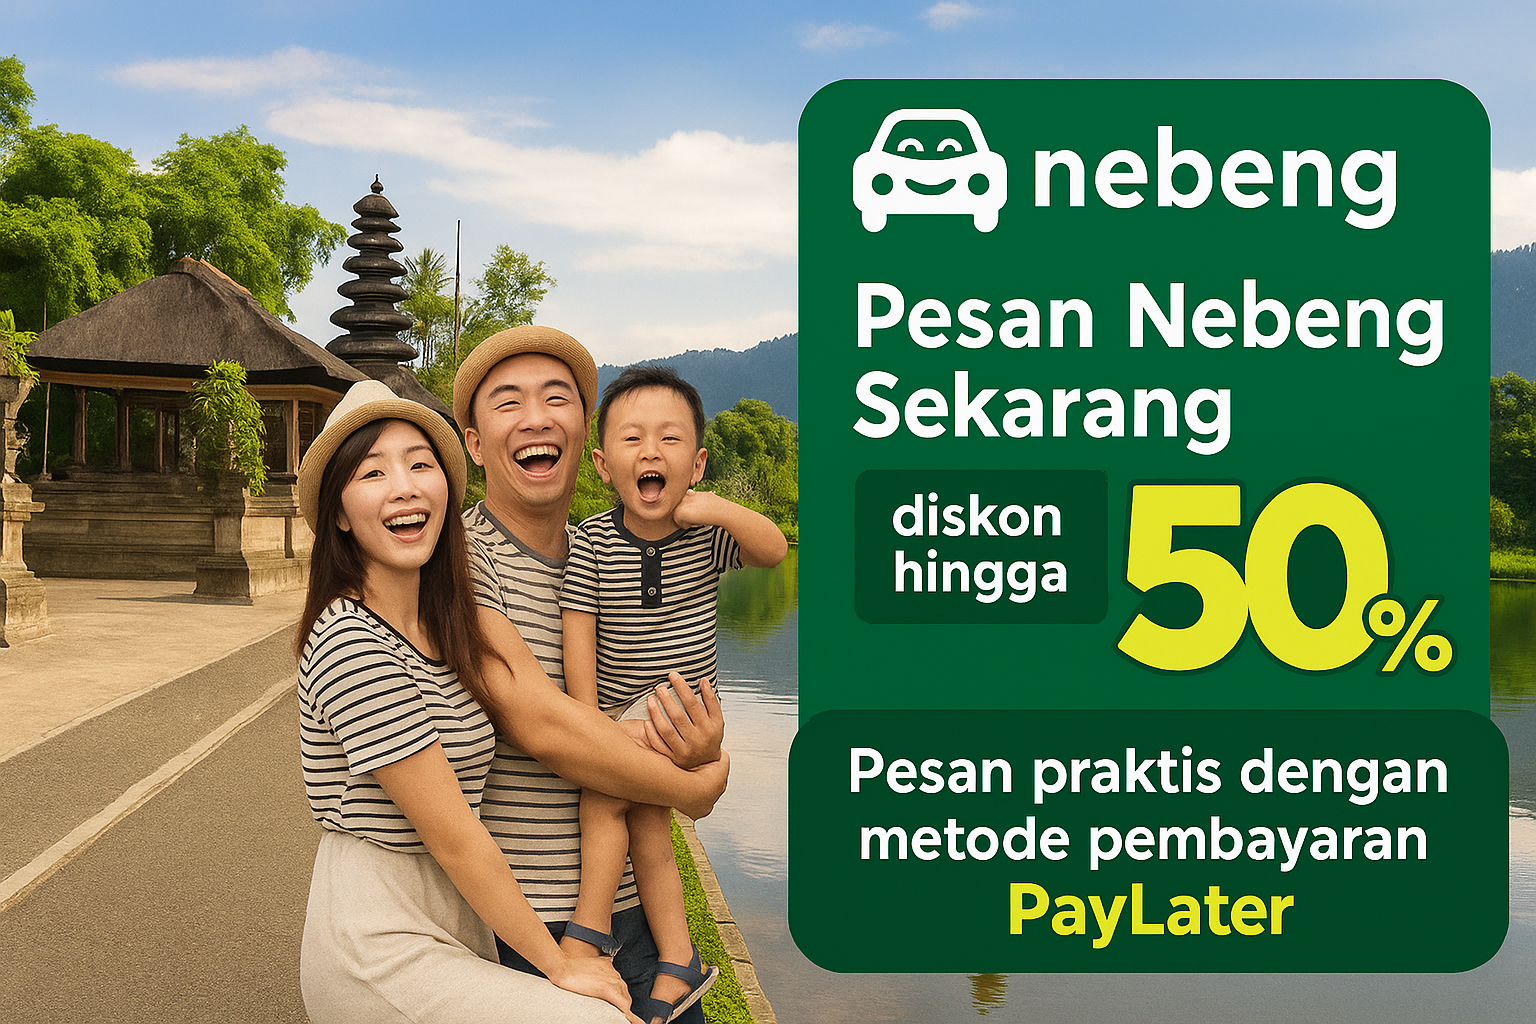 nebeng
Pesan Nebeng
Sekarang
diskon
hingga
50%
Pesan praktis dengan
metode pembayaran
PayLater